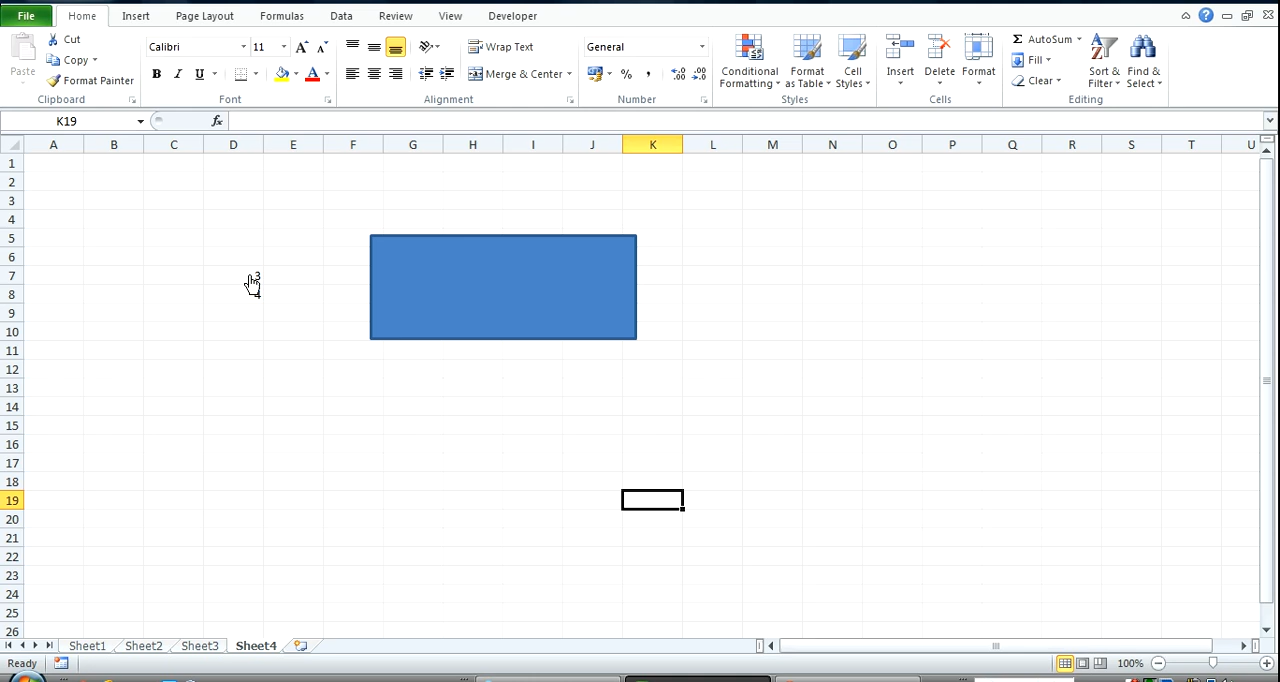 File Home Insert Page Layout Formulas Data Review View Developer
Cut
Calibri 11 Wrap Text General AutoSum
Copy Fill
Paste Format Painter B I U Merge & Center % , Conditional Formatting Format as Table Cell Styles Insert Delete Format Clear Sort & Filter Find & Select
Clipboard Font Alignment Number Styles Cells Editing
K19 fx
A B C D E F G H I J K L M N O P Q R S T U
1
2
3
4
5
6
7 3
8 4
9
10
11
12
13
14
15
16
17
18
19
20
21
22
23
24
25
26
Sheet1 Sheet2 Sheet3 Sheet4
Ready 100%